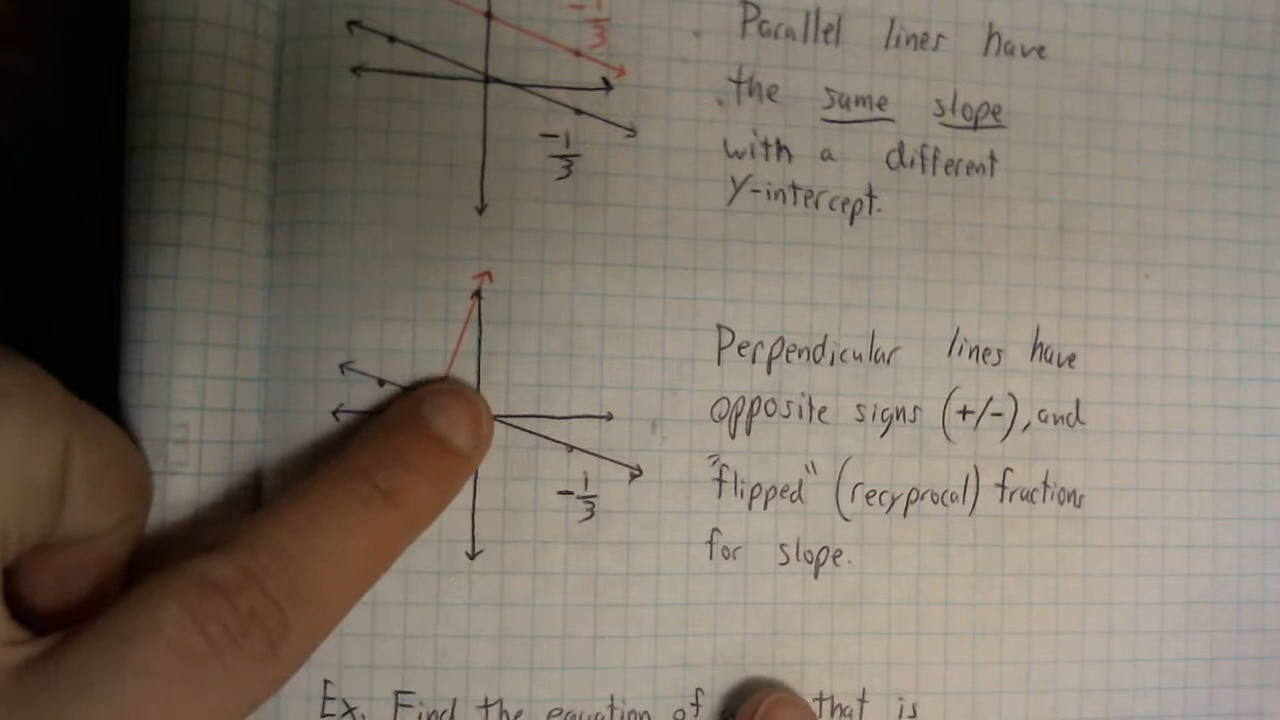 -1/3
Parallel lines have
the same slope
with a different
Y-intercept.
-1/3
Perpendicular lines have
opposite signs (+/-), and
"flipped" (recyprocal) fractions
for slope.
-1/3
Ex. Find the equation of that is